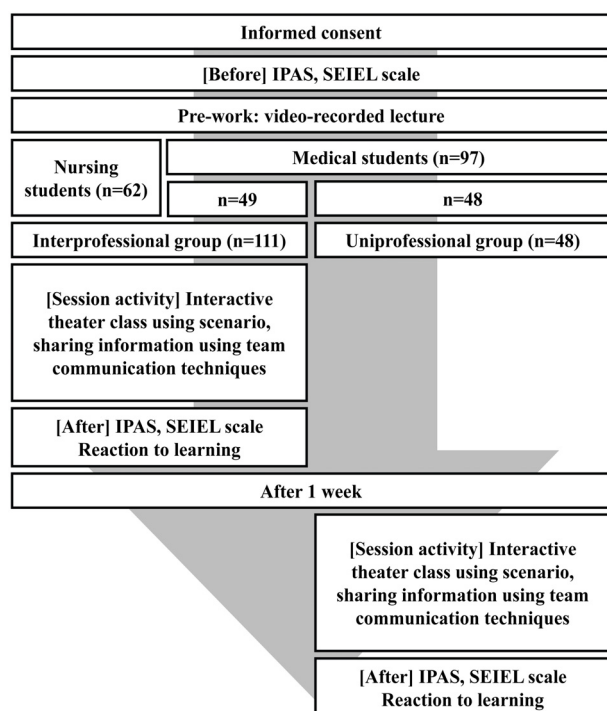 Informed consent
[Before] IPAS, SEIEL scale
Pre-work: video-recorded lecture
Nursing
students (n=62)
Medical students (n=97)
n=49
n=48
Interprofessional group (n=111)
Uniprofessional group (n=48)
[Session activity] Interactive
theater class using scenario,
sharing information using team
communication techniques
[After] IPAS, SEIEL scale
Reaction to learning
After 1 week
[Session activity] Interactive
theater class using scenario,
sharing information using team
communication techniques
[After] IPAS, SEIEL scale
Reaction to learning